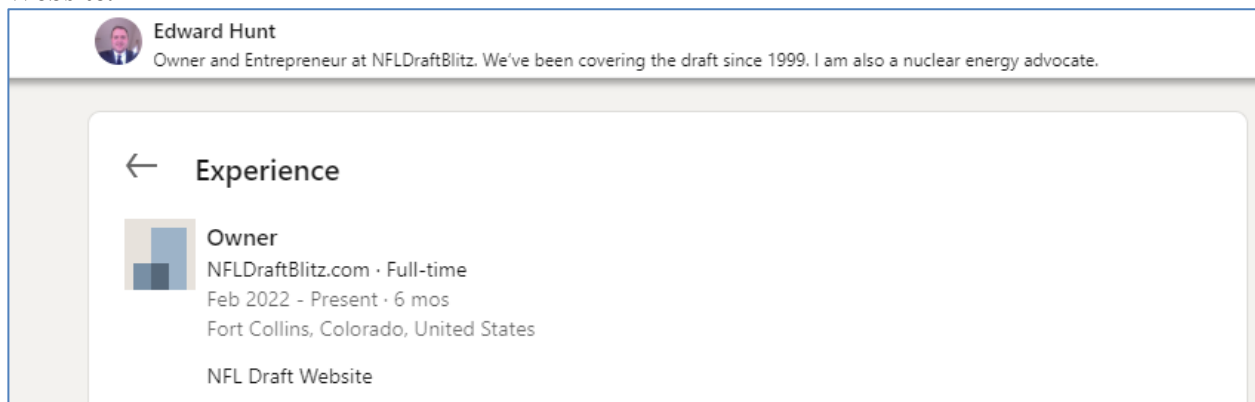 Edward Hunt
Owner and Entrepreneur at NFLDraftBlitz. We've been covering the draft since 1999. I am also a nuclear energy advocate.
Experience
Owner
NFLDraftBlitz.com · Full-time
Feb 2022 - Present · 6 mos
Fort Collins, Colorado, United States
NFL Draft Website